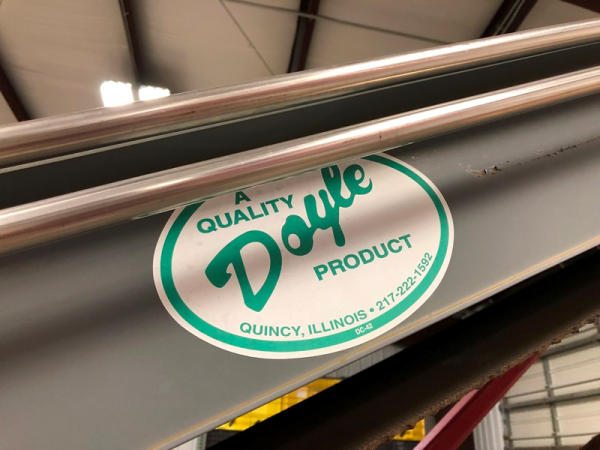 A
QUALITY
Doyle
PRODUCT
QUINCY, ILLINOIS • 217-222-1592
DC-42